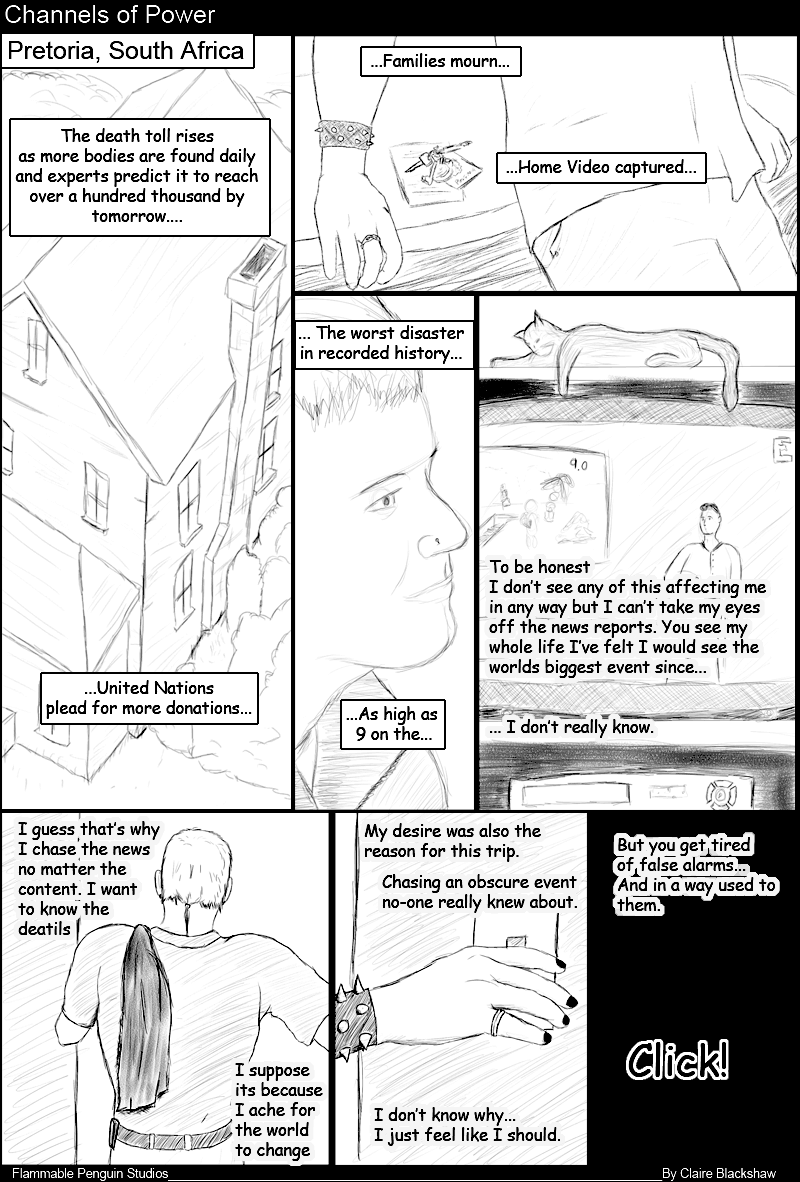 Channels of Power
Pretoria, South Africa
The death toll rises
as more bodies are found daily
and experts predict it to reach
over a hundred thousand by
tomorrow....
...United Nations
plead for more donations...
...Families mourn...
...Home Video captured...
... The worst disaster
in recorded history...
...As high as
9 on the...
9.0
E
To be honest
I don't see any of this affecting me
in any way but I can't take my eyes
off the news reports. You see my
whole life I've felt I would see the
worlds biggest event since...
... I don't really know.
I guess that's why
I chase the news
no matter the
content. I want
to know the
deatils
I suppose
its because
I ache for
the world
to change
My desire was also the
reason for this trip.
Chasing an obscure event
no-one really knew about.
I don't know why...
I just feel like I should.
But you get tired
of false alarms...
And in a way used to
them.
Click!
Flammable Penguin Studios
By Claire Blackshaw